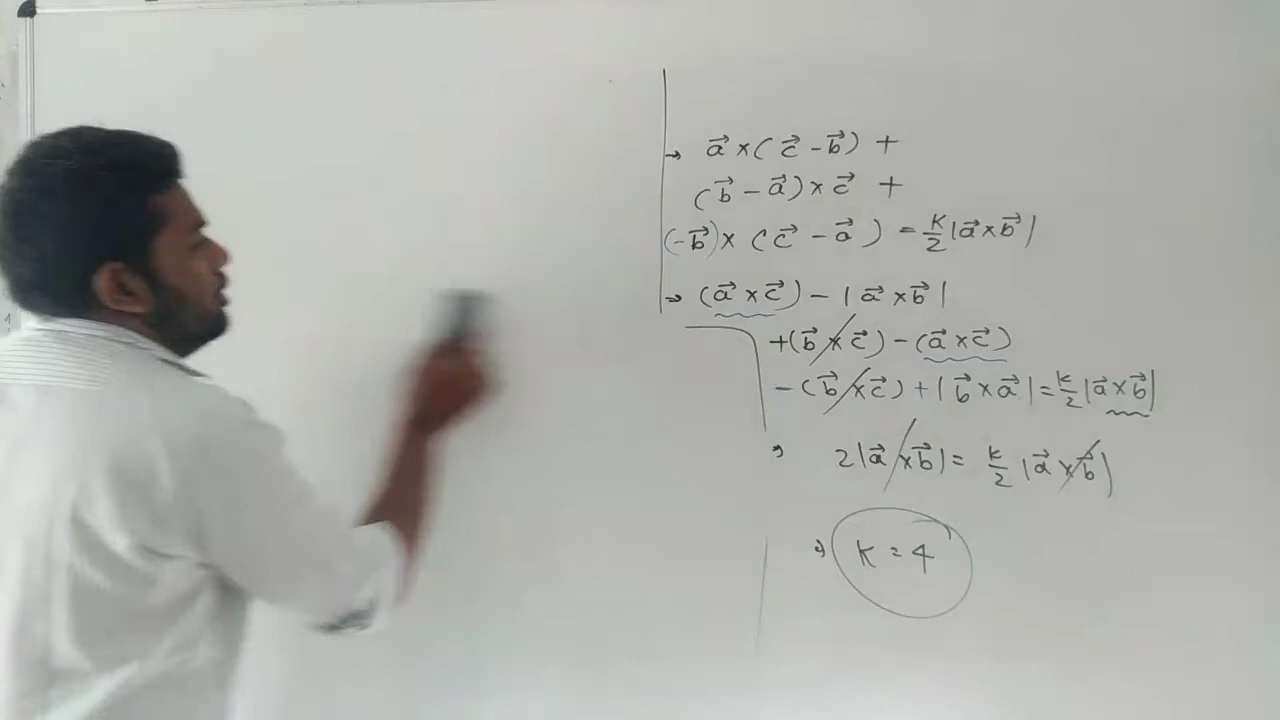 → a⃗ × ( c⃗ - b⃗ ) +
( b⃗ - a⃗ ) × c⃗ +
(-b⃗) × ( c⃗ - a⃗ ) = k/2 |a⃗ × b⃗|
→ ( a⃗ × c⃗ ) - | a⃗ × b⃗ |
+ ( b⃗ × c⃗ ) - ( a⃗ × c⃗ )
- ( b⃗ × c⃗ ) + | b⃗ × a⃗ | = k/2 | a⃗ × b⃗ |
2 | a⃗ × b⃗ | = k/2 | a⃗ × b⃗ |
k = 4